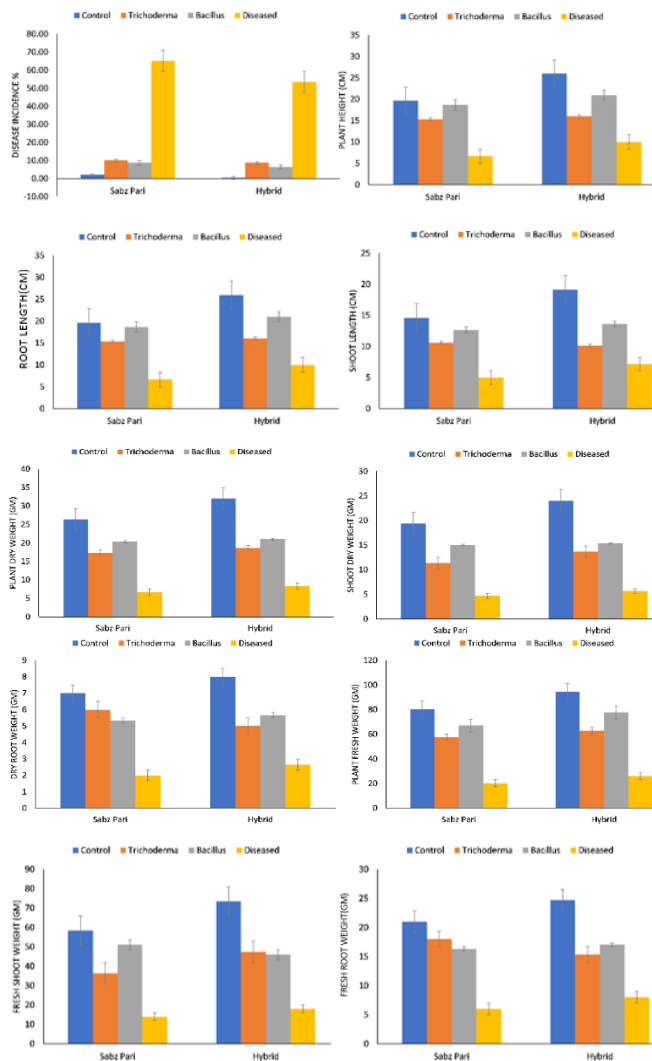 Control Trichoderma Bacillus Diseased
DISEASE INCIDENCE %
80.00
70.00
60.00
50.00
40.00
30.00
20.00
10.00
0.00
-10.00
Sabz Pari Hybrid
Control Trichoderma Bacillus Diseased
PLANT HEIGHT (CM)
35
30
25
20
15
10
5
0
Sabz Pari Hybrid
Control Trichoderma Bacillus Diseased
ROOT LENGTH(CM)
35
30
25
20
15
10
5
0
Sabz Pari Hybrid
Control Trichoderma Bacillus Diseased
SHOOT LENGTH (CM)
25
20
15
10
5
0
Sabz Pari Hybrid
Control Trichoderma Bacillus Diseased
PLANT DRY WEIGHT (GM)
40
35
30
25
20
15
10
5
0
Sabz Pari Hybrid
Control Trichoderma Bacillus Diseased
SHOOT DRY WEIGHT (GM)
30
25
20
15
10
5
0
Sabz Pari Hybrid
Control Trichoderma Bacillus Diseased
DRY ROOT WEIGHT (GM)
9
8
7
6
5
4
3
2
1
0
Sabz Pari Hybrid
Control Trichoderma Bacillus Diseased
PLANT FRESH WEIGHT (GM)
120
100
80
60
40
20
0
Sabz Pari Hybrid
Control Trichoderma Bacillus Diseased
FRESH SHOOT WEIGHT (GM)
90
80
70
60
50
40
30
20
10
0
Sabz Pari Hybrid
Control Trichoderma Bacillus Diseased
FRESH ROOT WEIGHT(GM)
30
25
20
15
10
5
0
Sabz Pari Hybrid